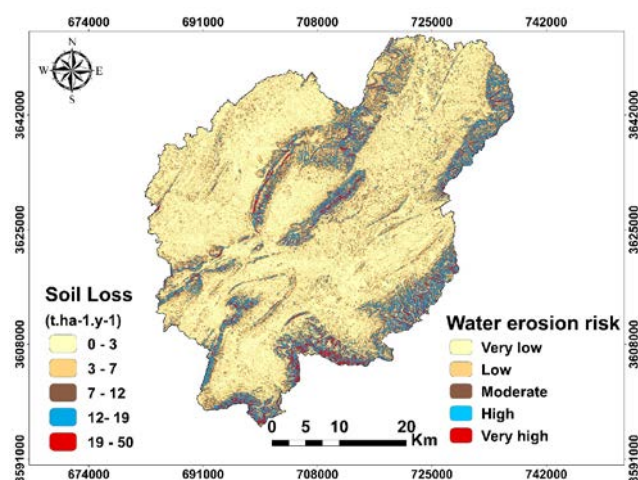 674000 691000 708000 725000 742000
N
W E
S
3642000 3642000
3625000 3625000
3608000 3608000
3591000 3591000
Soil Loss
(t.ha-1.y-1)
0 - 3
3 - 7
7 - 12
12- 19
19 - 50
Water erosion risk
Very low
Low
Moderate
High
Very high
0 5 10 20
Km
674000 691000 708000 725000 742000